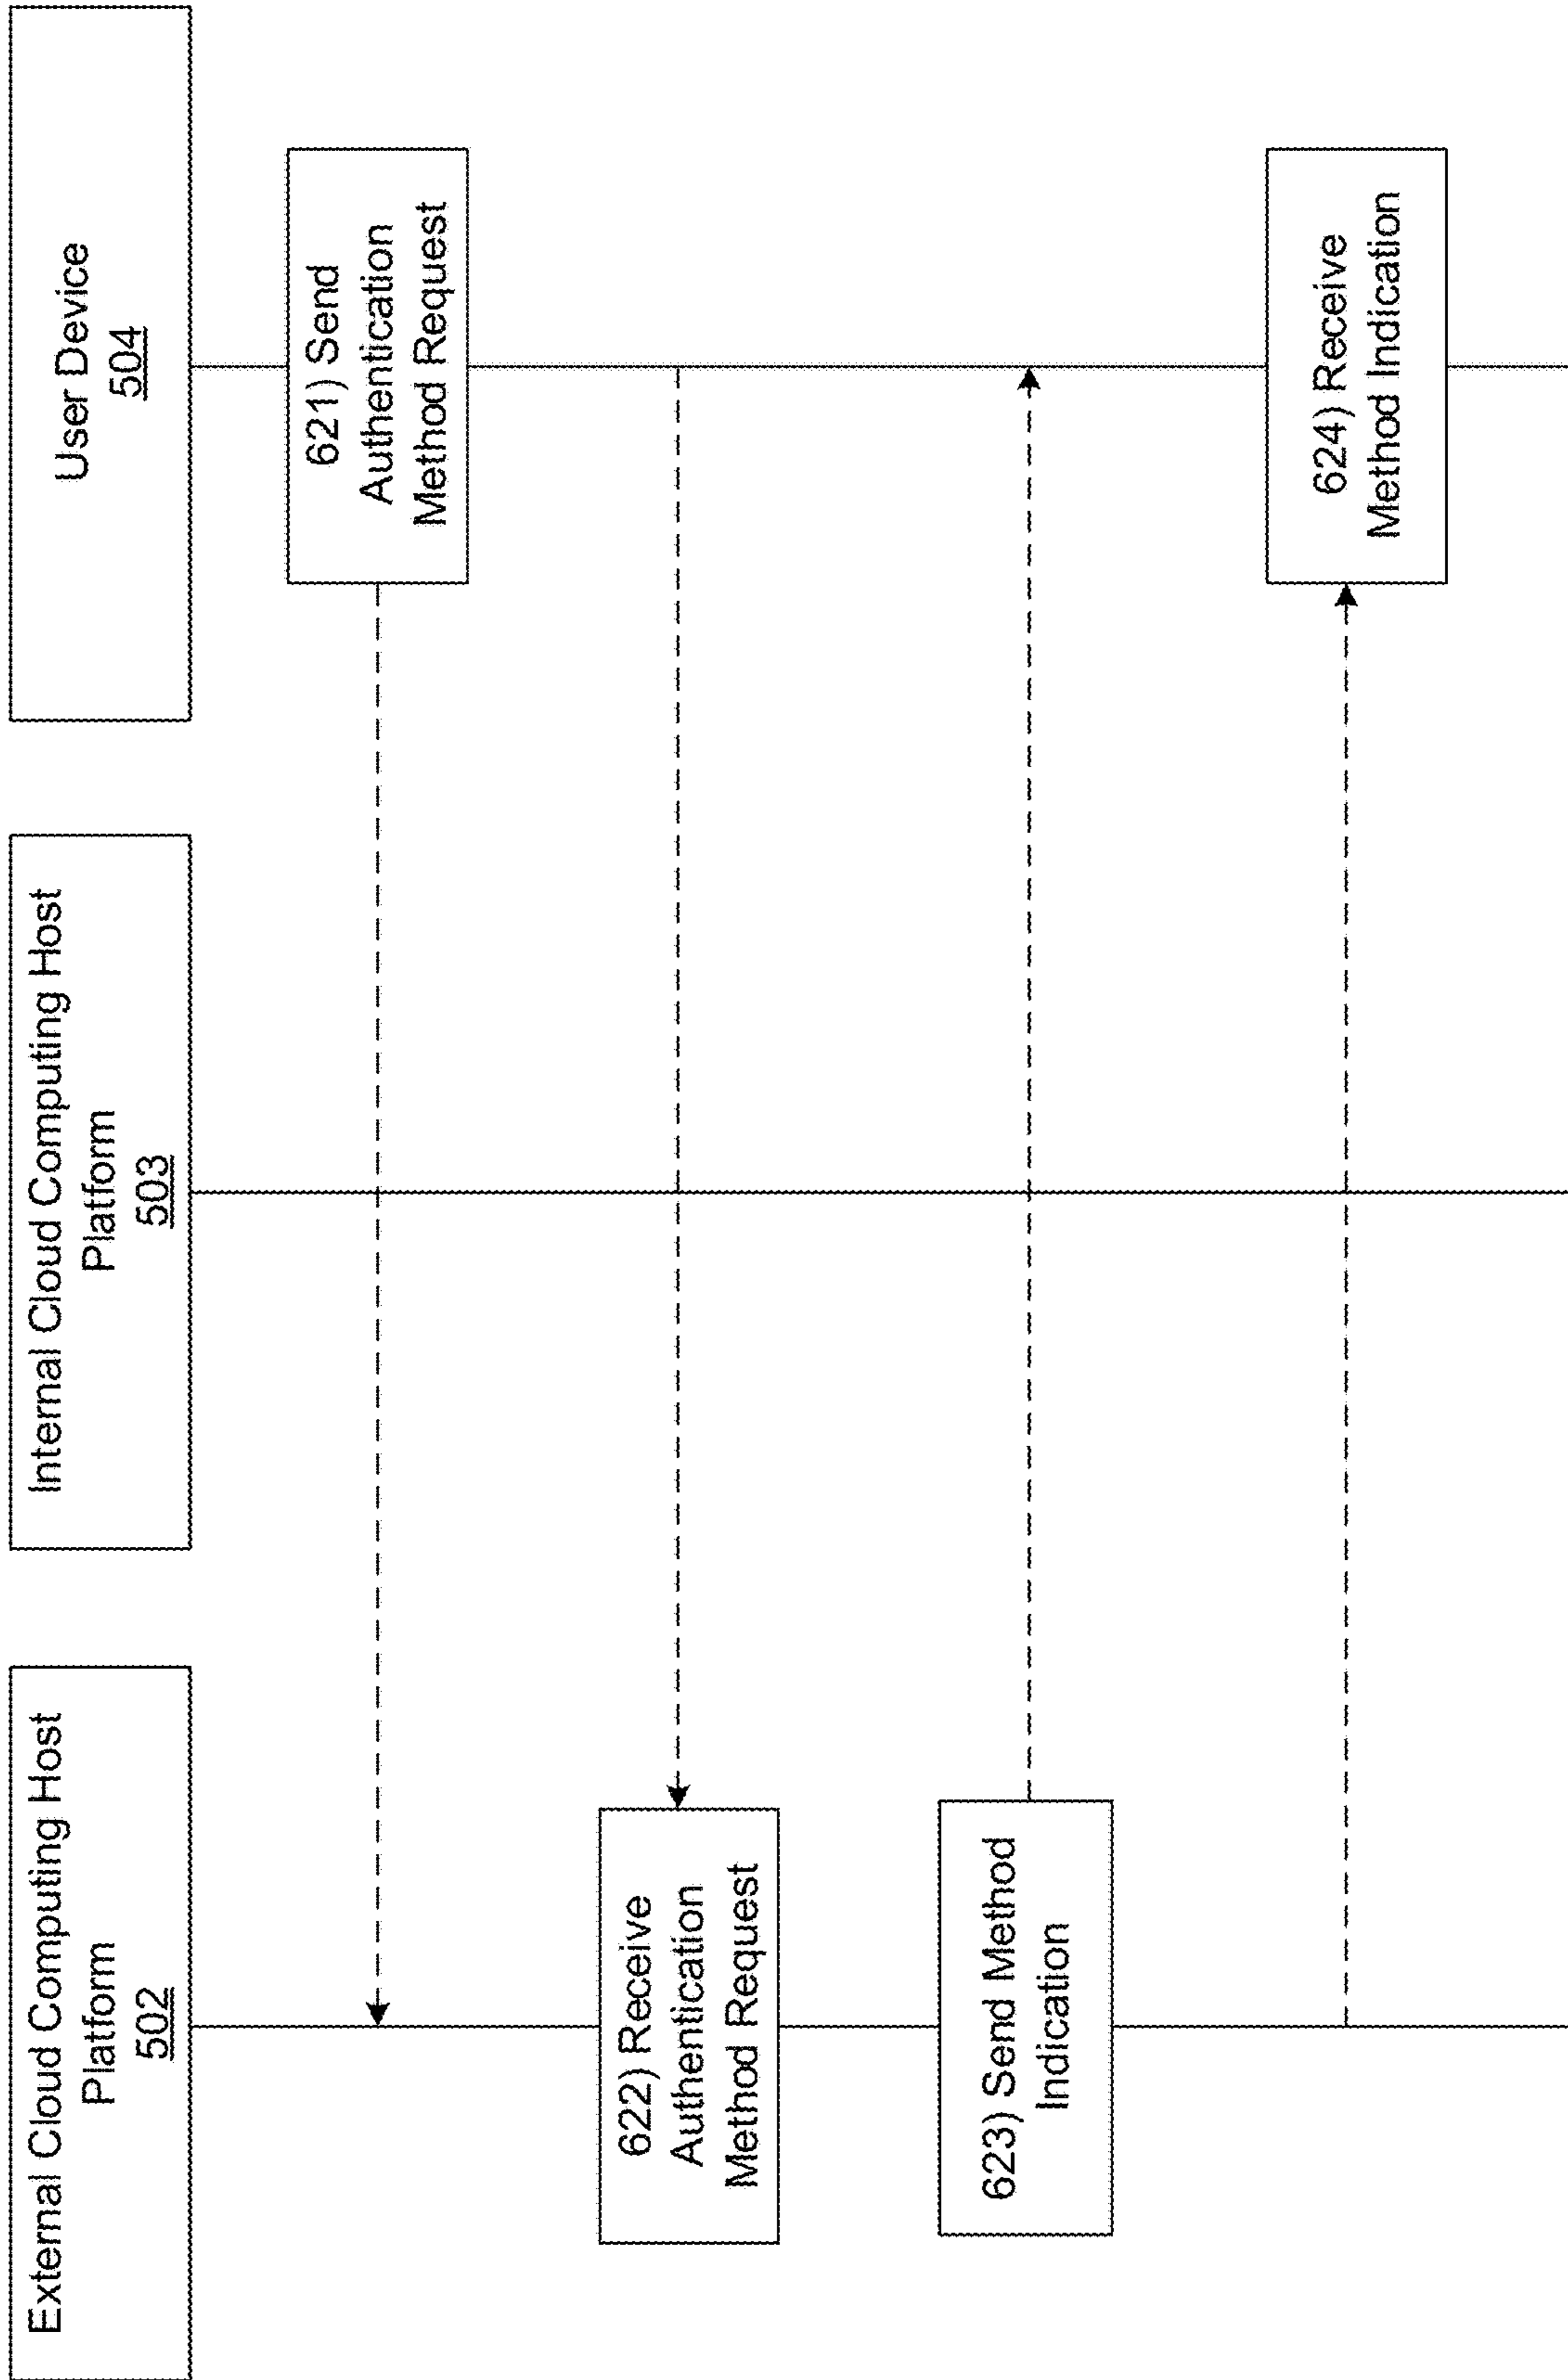 External Cloud Computing Host
Platform
502
Internal Cloud Computing Host
Platform
503
User Device
504
621) Send
Authentication
Method Request
622) Receive
Authentication
Method Request
623) Send Method
Indication
624) Receive
Method Indication